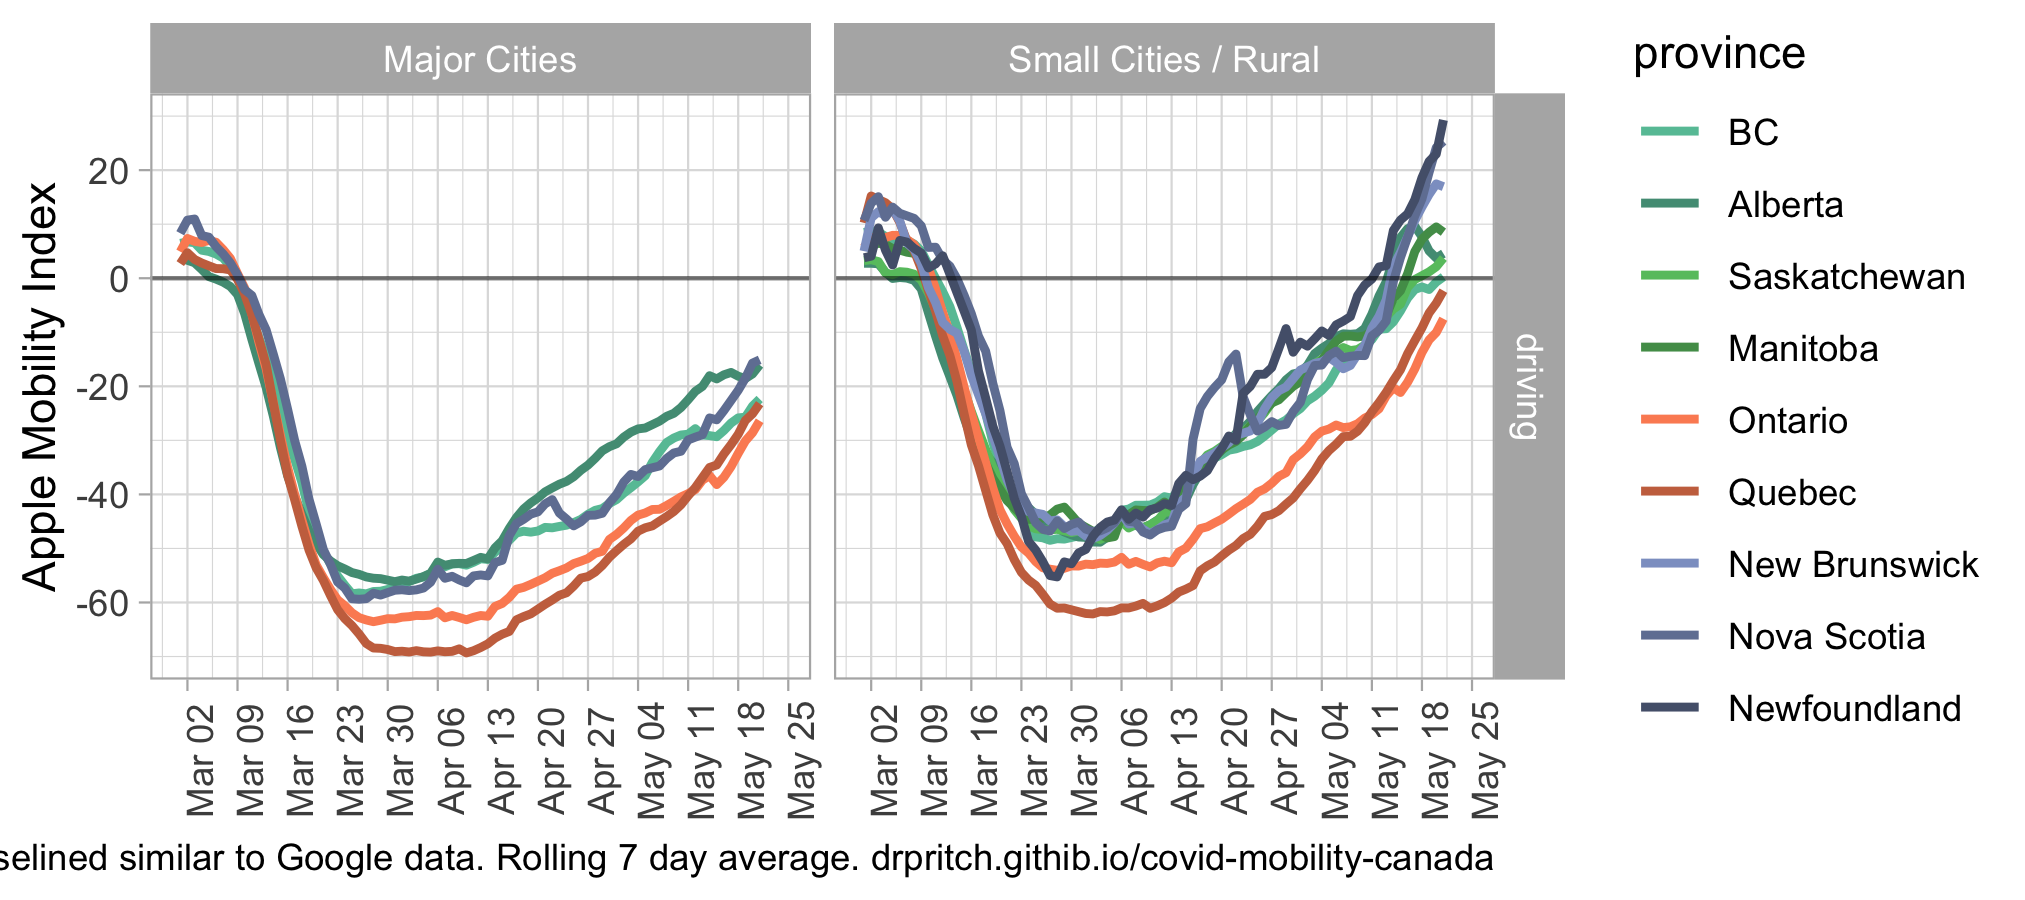 Major Cities
Small Cities / Rural
province
BC
Alberta
Saskatchewan
Manitoba
Ontario
Quebec
New Brunswick
Nova Scotia
Newfoundland
driving
Apple Mobility Index
20
0
-20
-40
-60
Mar 02
Mar 09
Mar 16
Mar 23
Mar 30
Apr 06
Apr 13
Apr 20
Apr 27
May 04
May 11
May 18
May 25
Mar 02
Mar 09
Mar 16
Mar 23
Mar 30
Apr 06
Apr 13
Apr 20
Apr 27
May 04
May 11
May 18
May 25
selined similar to Google data. Rolling 7 day average. drpritch.githib.io/covid-mobility-canada